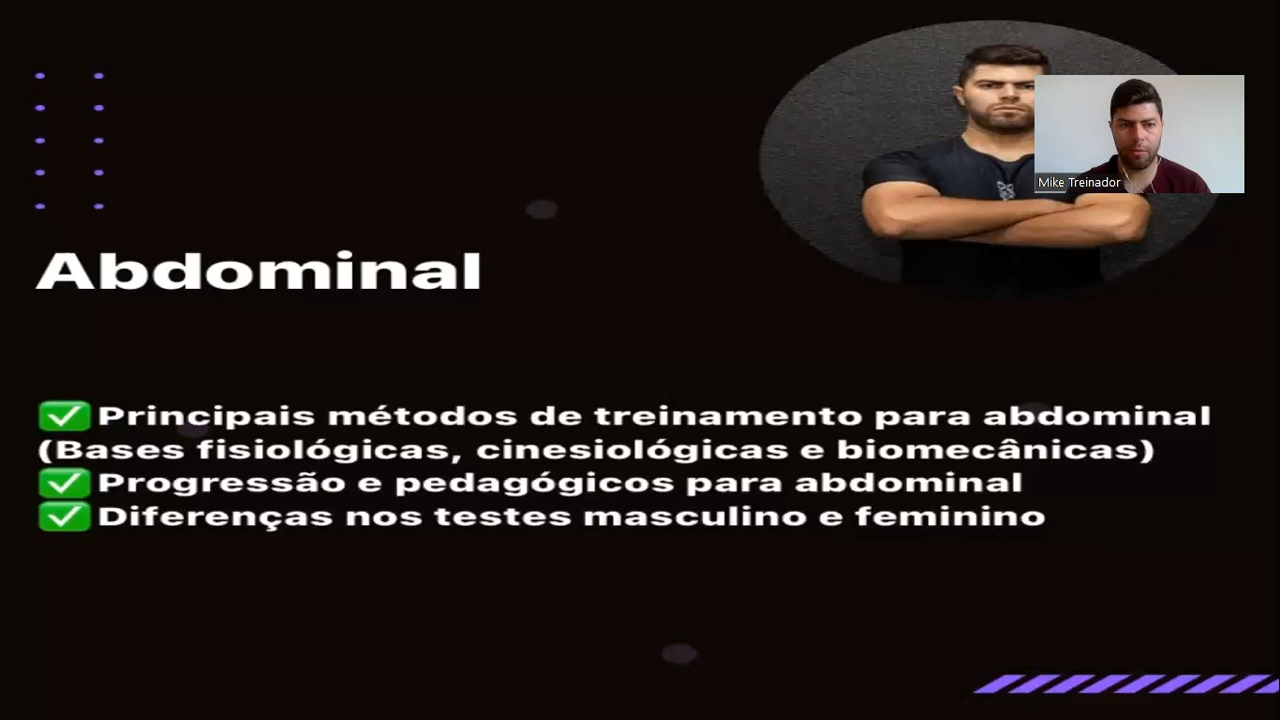 Mike Treinador
Abdominal
✅ Principais métodos de treinamento para abdominal
(Bases fisiológicas, cinesiológicas e biomecânicas)
✅ Progressão e pedagógicos para abdominal
✅ Diferenças nos testes masculino e feminino